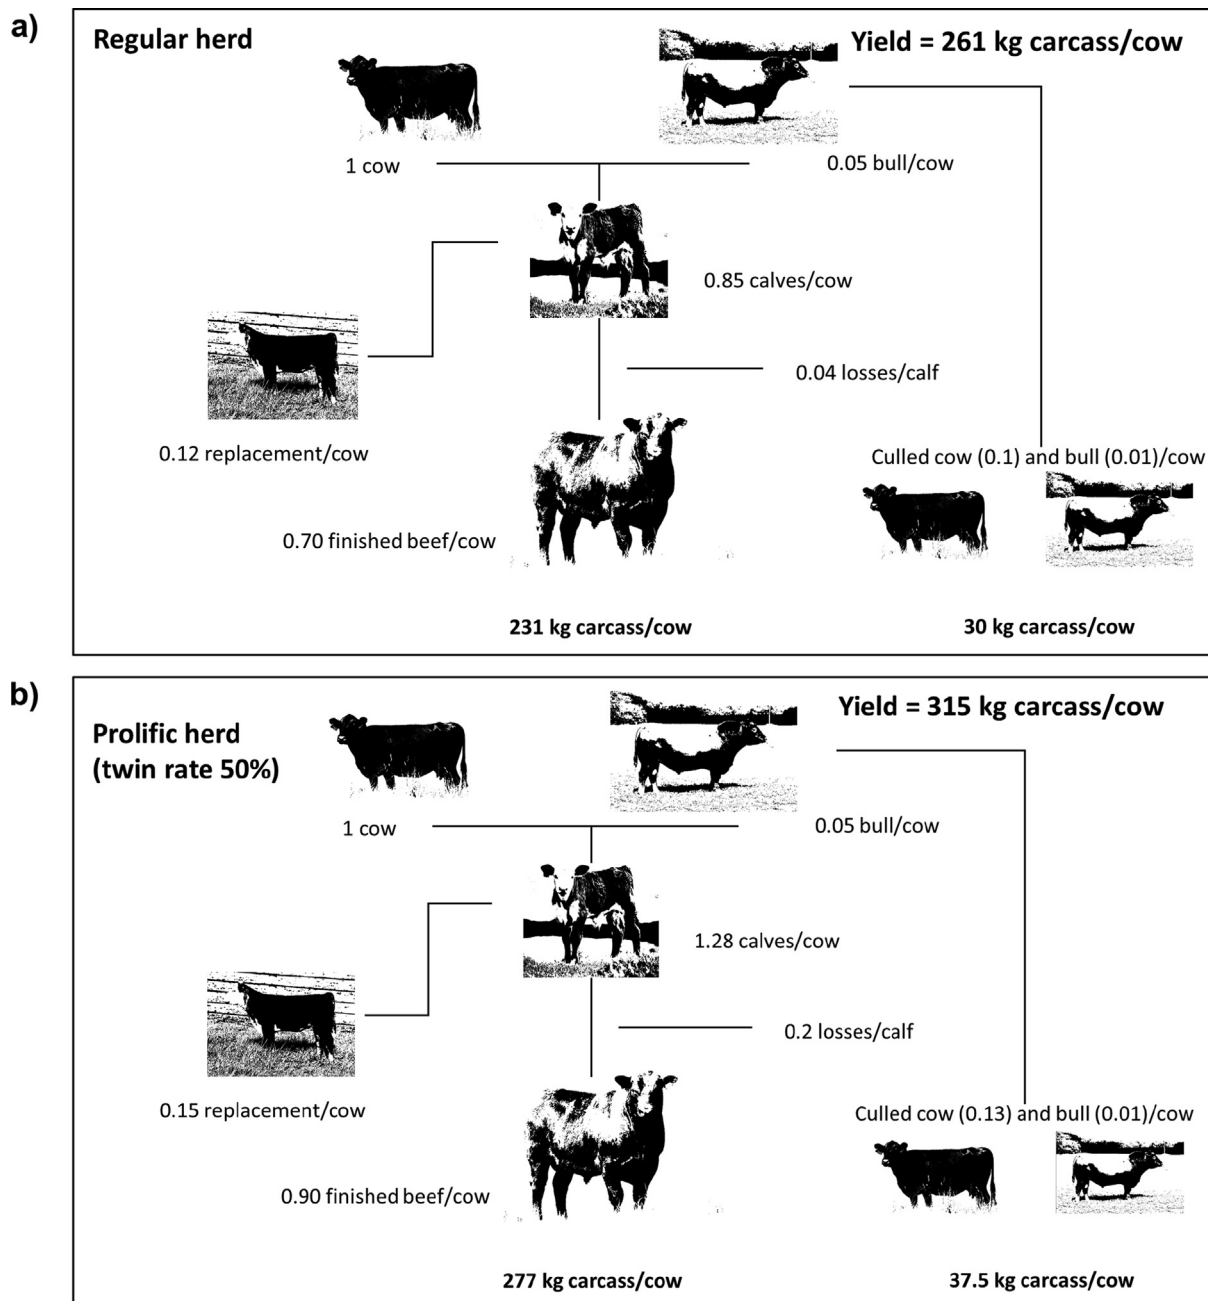 a)
Regular herd
Yield = 261 kg carcass/cow
1 cow
0.05 bull/cow
0.85 calves/cow
0.04 losses/calf
0.12 replacement/cow
Culled cow (0.1) and bull (0.01)/cow
0.70 finished beef/cow
231 kg carcass/cow
30 kg carcass/cow
b)
Prolific herd
(twin rate 50%)
Yield = 315 kg carcass/cow
1 cow
0.05 bull/cow
1.28 calves/cow
0.2 losses/calf
0.15 replacement/cow
Culled cow (0.13) and bull (0.01)/cow
0.90 finished beef/cow
277 kg carcass/cow
37.5 kg carcass/cow